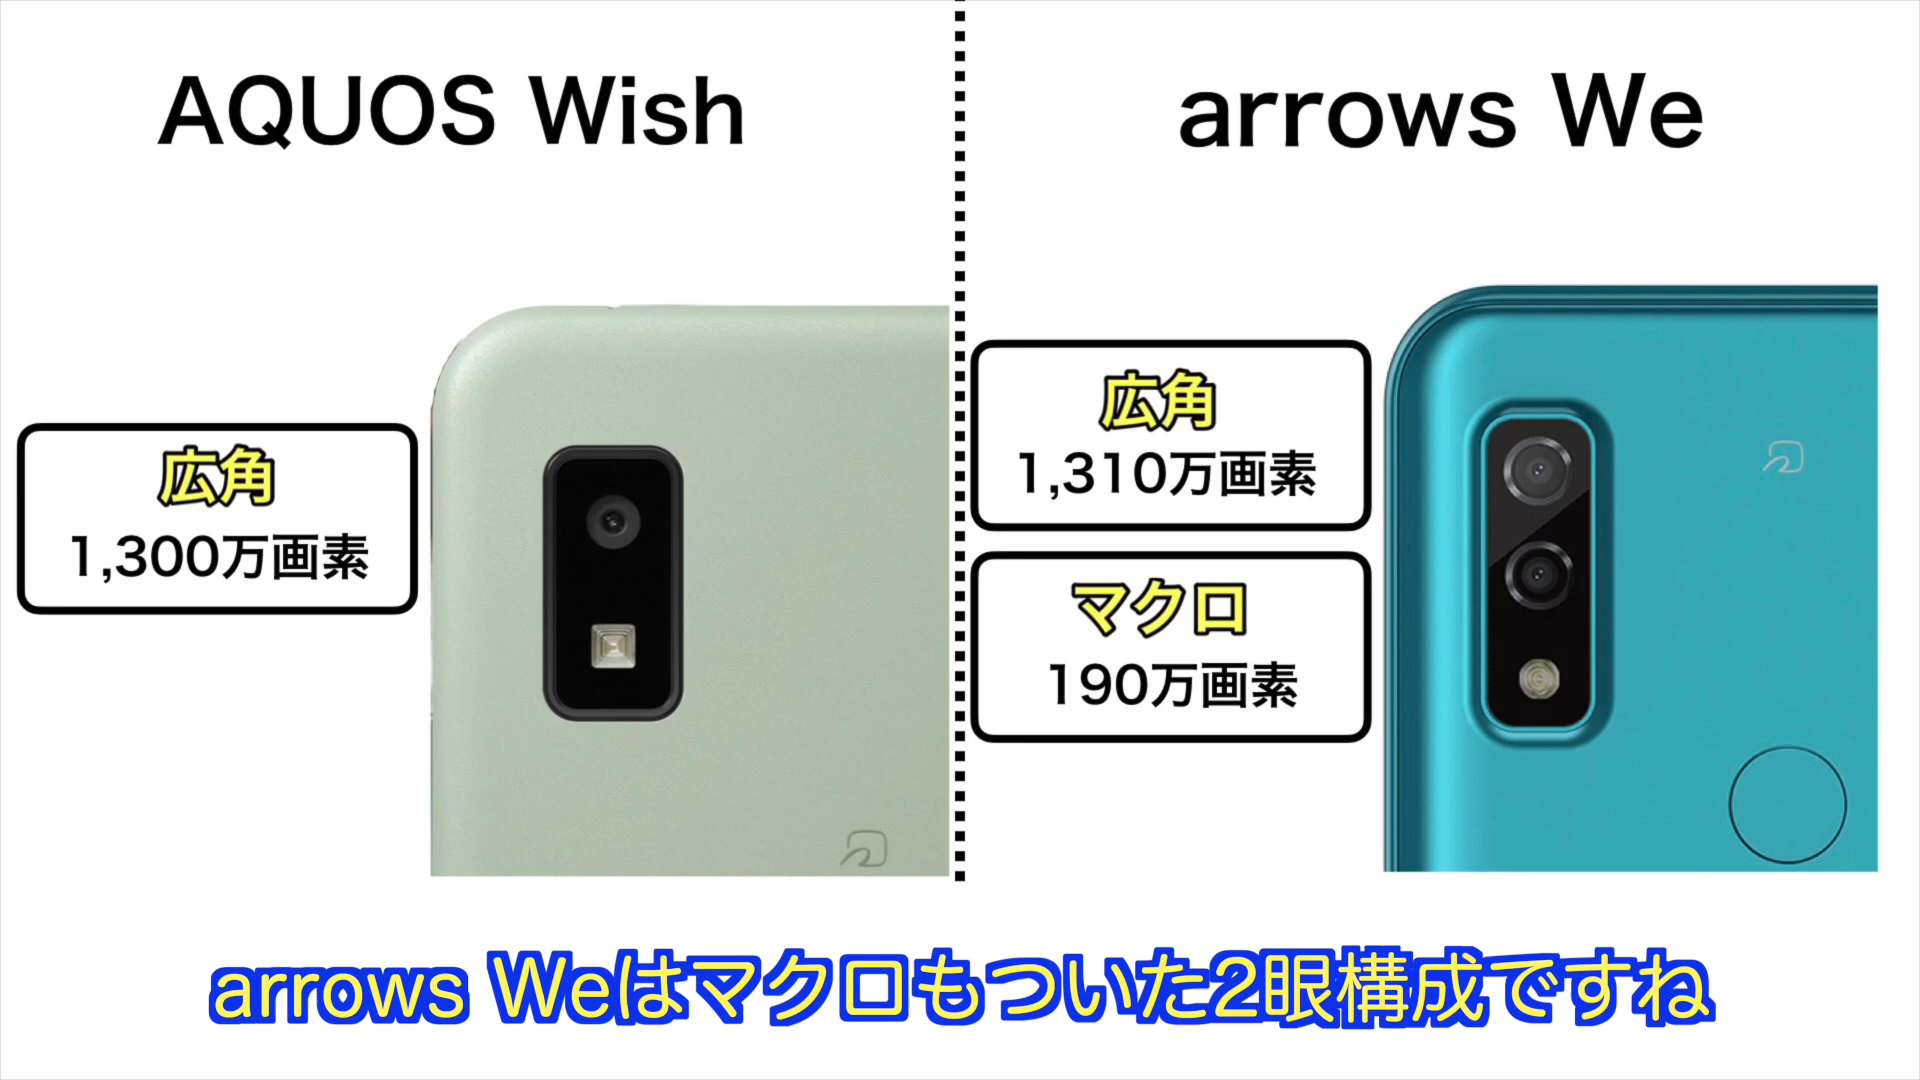 AQUOS Wish
広角
1,300万画素
arrows We
広角
1,310万画素
マクロ
190万画素
arrows Weはマクロもついた2眼構成ですね